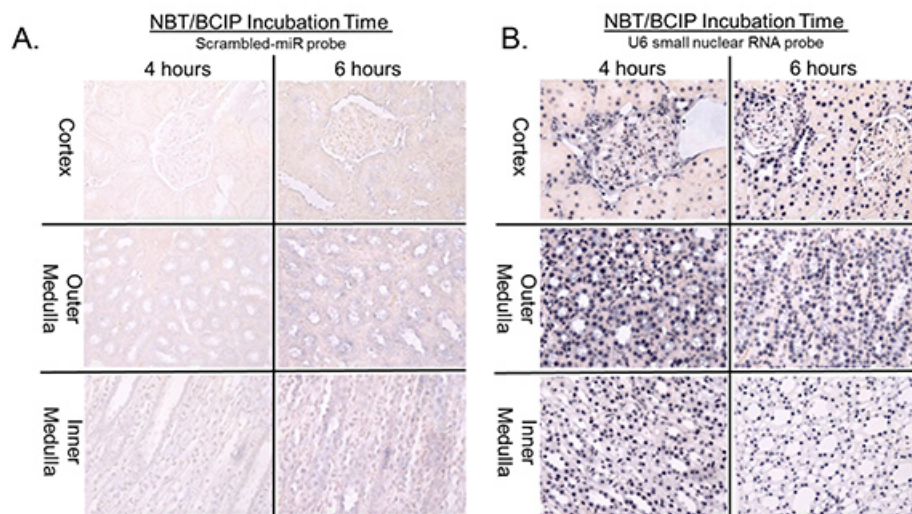 A.
NBT/BCIP Incubation Time
Scrambled-miR probe
4 hours
6 hours
Cortex
Outer
Medulla
Inner
Medulla
B.
NBT/BCIP Incubation Time
U6 small nuclear RNA probe
4 hours
6 hours
Cortex
Outer
Medulla
Inner
Medulla